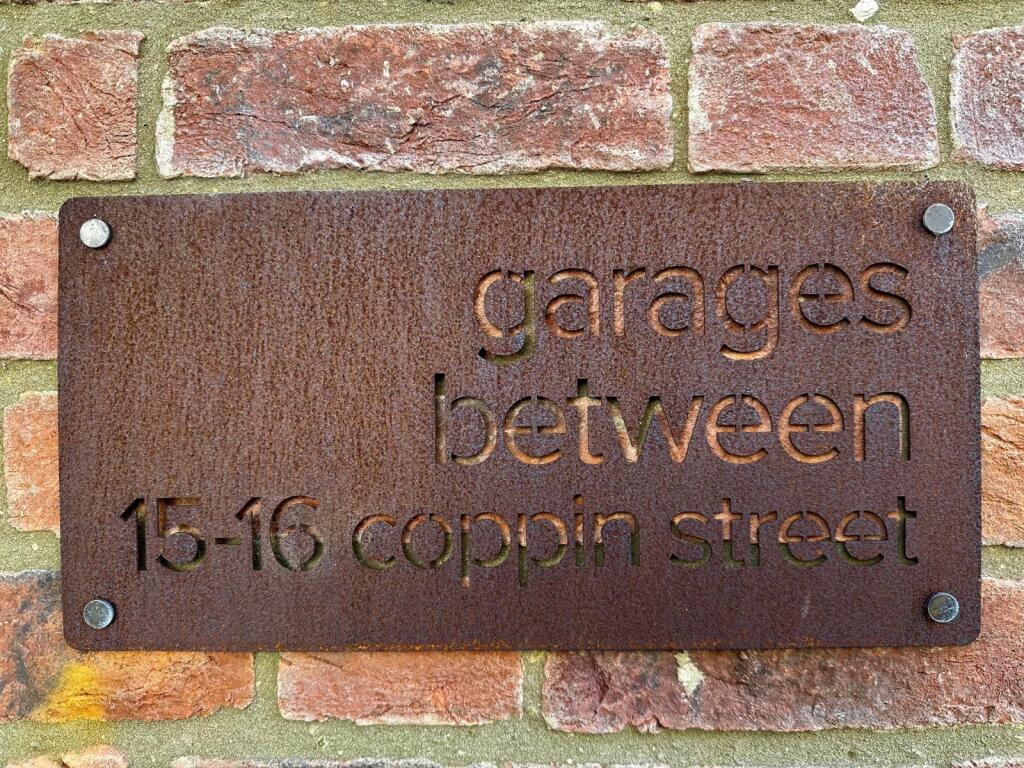 garages
between
15-16 coppin street